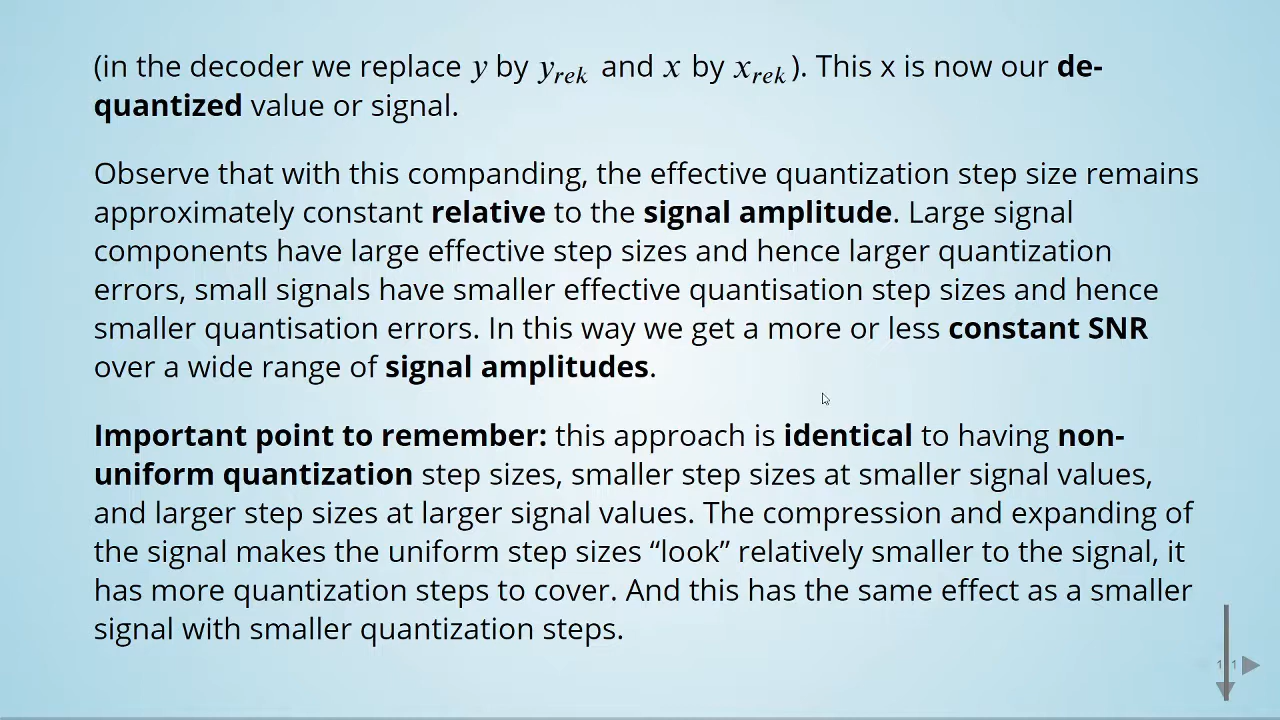 (in the decoder we replace y by y_rek and x by x_rek). This x is now our de-
quantized value or signal.
Observe that with this companding, the effective quantization step size remains
approximately constant relative to the signal amplitude. Large signal
components have large effective step sizes and hence larger quantization
errors, small signals have smaller effective quantisation step sizes and hence
smaller quantisation errors. In this way we get a more or less constant SNR
over a wide range of signal amplitudes.
Important point to remember: this approach is identical to having non-
uniform quantization step sizes, smaller step sizes at smaller signal values,
and larger step sizes at larger signal values. The compression and expanding of
the signal makes the uniform step sizes “look” relatively smaller to the signal, it
has more quantization steps to cover. And this has the same effect as a smaller
signal with smaller quantization steps.